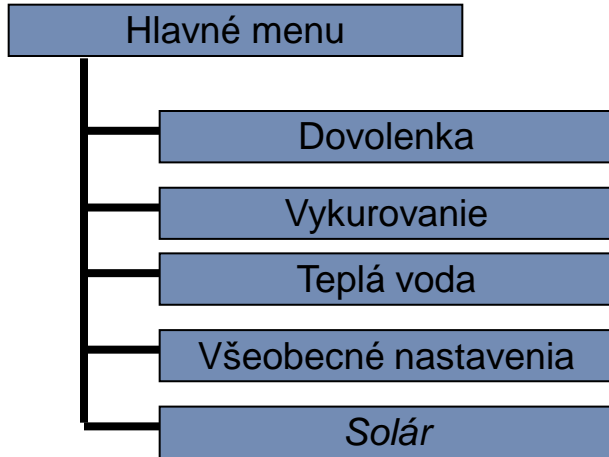 Hlavné menu
Dovolenka
Vykurovanie
Teplá voda
Všeobecné nastavenia
Solár